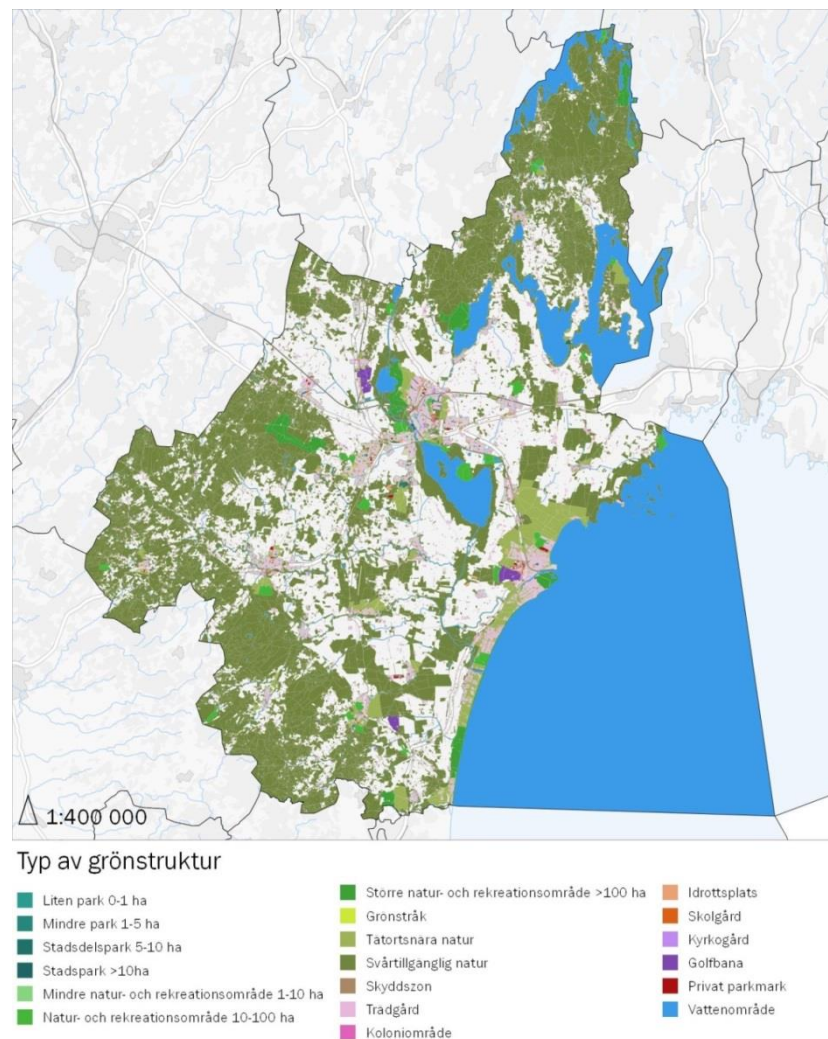 1:400 000
Typ av grönstruktur
Liten park 0-1 ha
Mindre park 1-5 ha
Stadsdelspark 5-10 ha
Stadspark >10ha
Mindre natur- och rekreationsområde 1-10 ha
Natur- och rekreationsområde 10-100 ha
Större natur- och rekreationsområde >100 ha
Grönstråk
Tätortsnära natur
Svårtillgänglig natur
Skyddszon
Trädgård
Koloniområde
Idrottsplats
Skolgård
Kyrkogård
Golfbana
Privat parkmark
Vattenområde